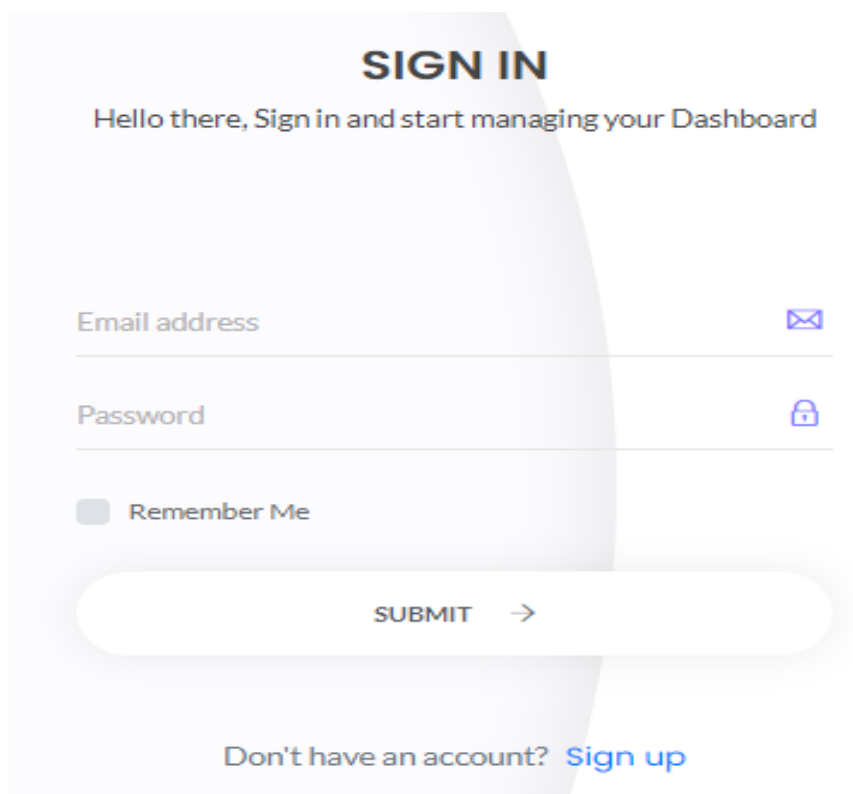 SIGN IN
Hello there, Sign in and start managing your Dashboard
Email address
Password
Remember Me
SUBMIT
Don't have an account? Sign up